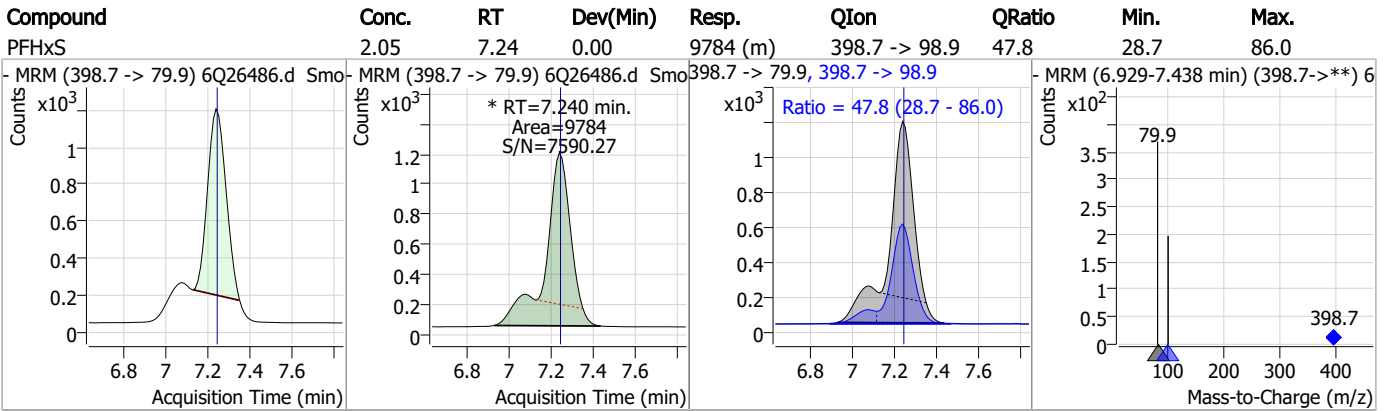 Compound Conc. RT Dev(Min) Resp. QIon QRatio Min. Max.
PFHxS 2.05 7.24 0.00 9784 (m) 398.7 -> 98.9 47.8 28.7 86.0
- MRM (398.7 -> 79.9) 6Q26486.d Smo
Counts
x10³
1
0.8
0.6
0.4
0.2
0
6.8 7 7.2 7.4 7.6
Acquisition Time (min)
- MRM (398.7 -> 79.9) 6Q26486.d Smo
Counts
x10³
* RT=7.240 min.
Area=9784
S/N=7590.27
1.2
1
0.8
0.6
0.4
0.2
0
6.8 7 7.2 7.4 7.6
Acquisition Time (min)
398.7 -> 79.9, 398.7 -> 98.9
Counts
x10³
Ratio = 47.8 (28.7 - 86.0)
1
0.8
0.6
0.4
0.2
0
6.8 7 7.2 7.4 7.6
Acquisition Time (min)
- MRM (6.929-7.438 min) (398.7->**) 6
Counts
x10²
79.9
3.5
3
2.5
2
1.5
1
0.5
0
398.7
100 200 300 400
Mass-to-Charge (m/z)